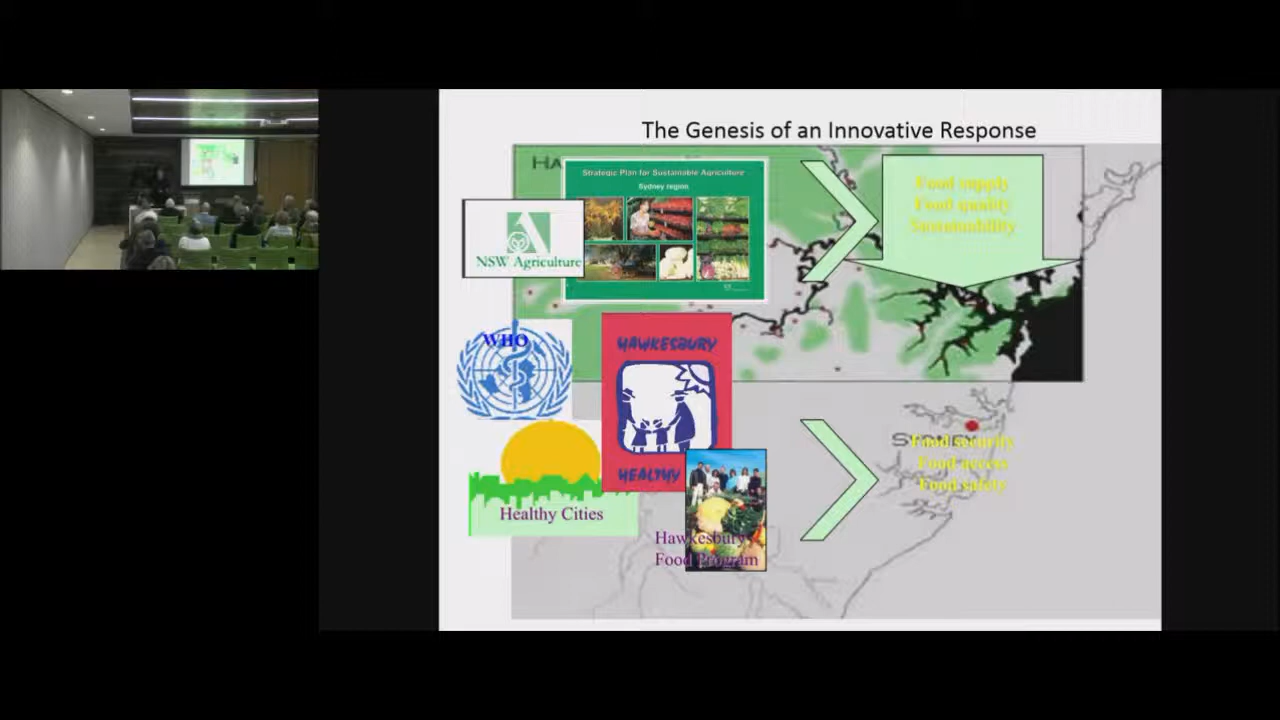 The Genesis of an Innovative Response
HA
Strategic Plan for Sustainable Agriculture
Sydney region
NSW Agriculture
Food supply
Food quality
Sustainability
WHO
HAWKESBURY
HEALTHY
Healthy Cities
Hawkesbury
Food Program
Food security
Food access
Food safety